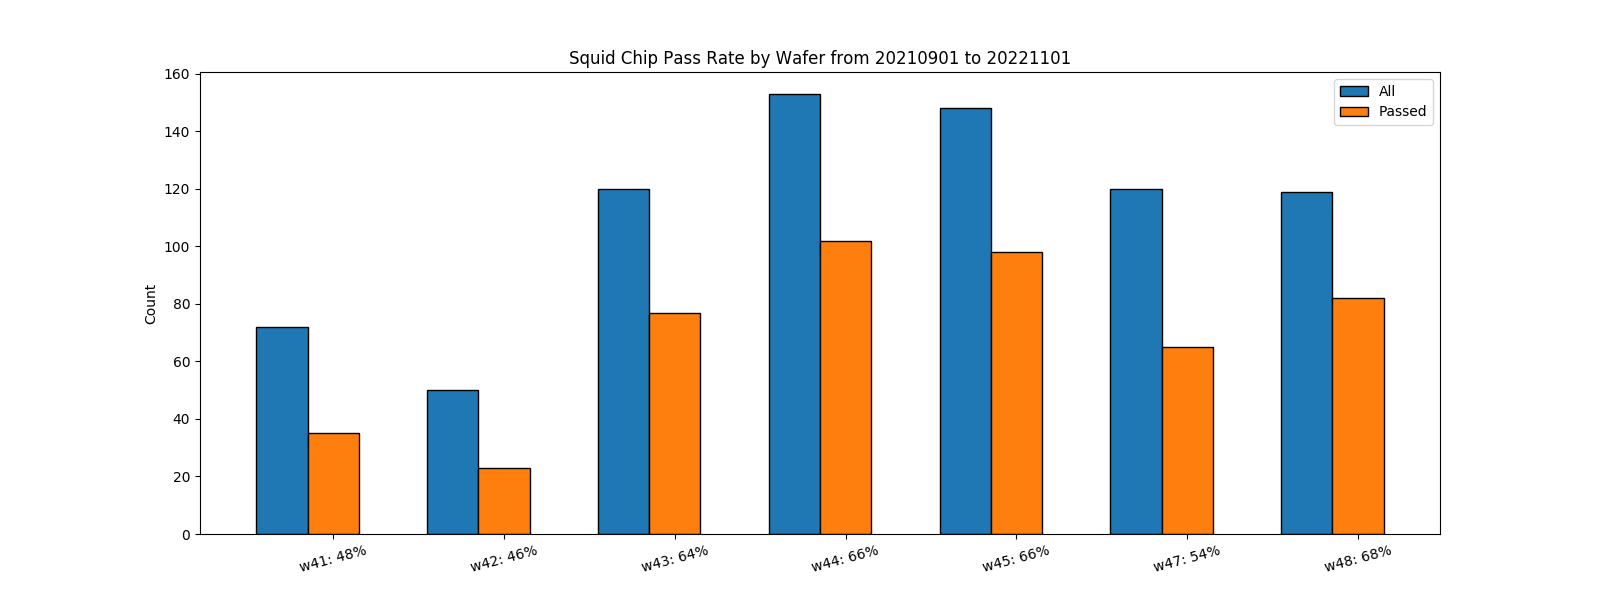 Squid Chip Pass Rate by Wafer from 20210901 to 20221101
All
Passed
Count
160
140
120
100
80
60
40
20
0
w41: 48%
w42: 46%
w43: 64%
w44: 66%
w45: 66%
w47: 54%
w48: 68%